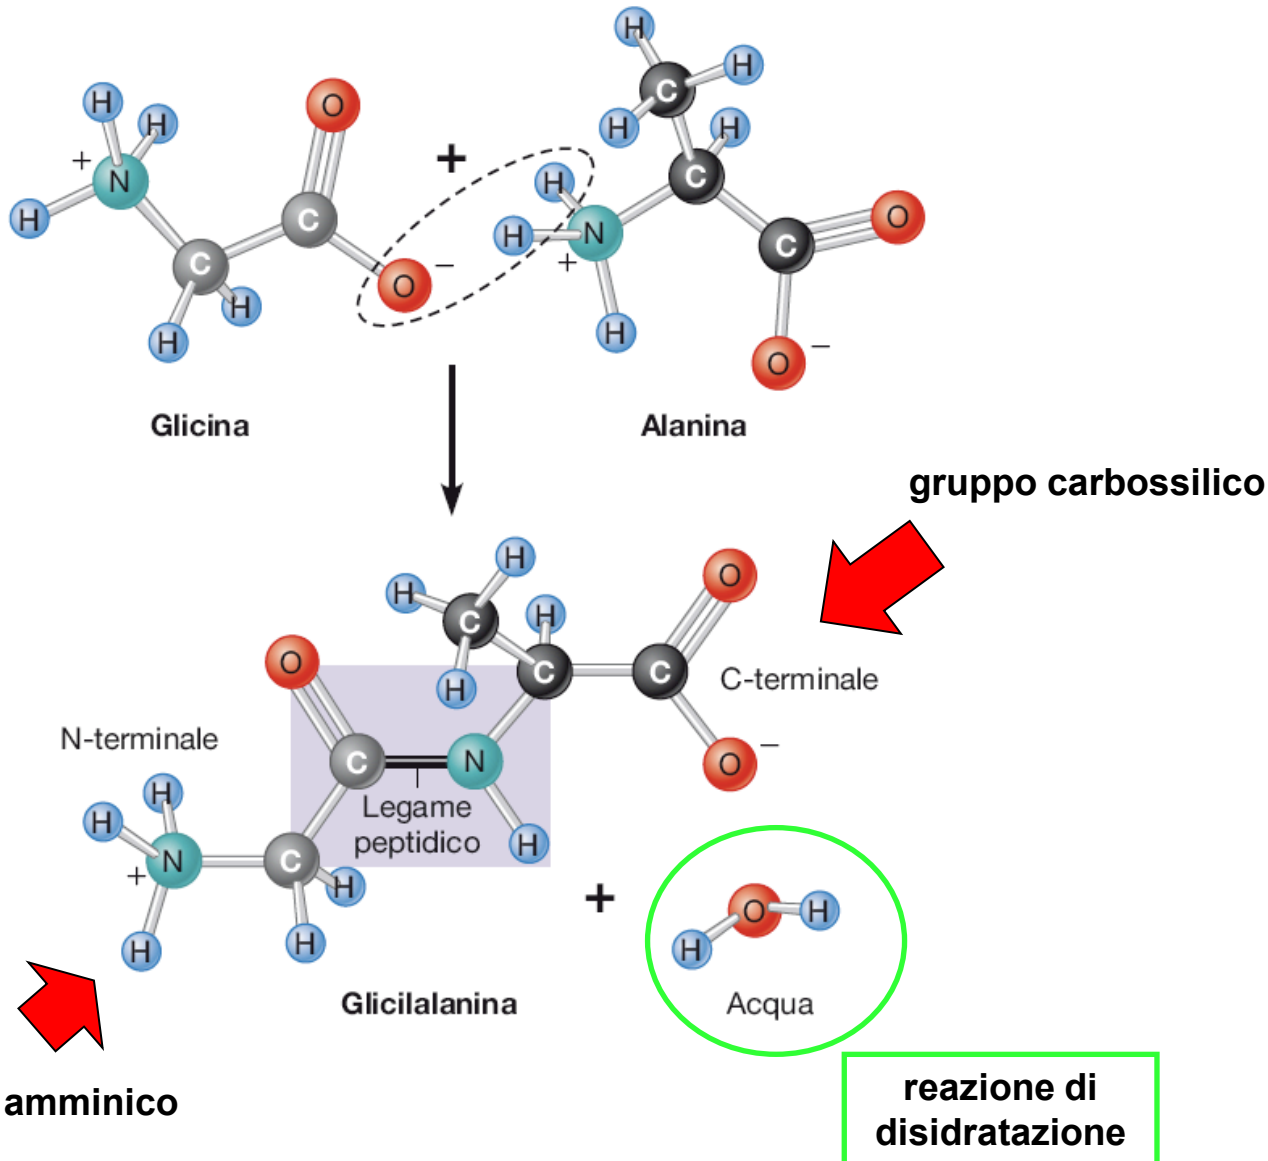 H
H
C
H
H
H
O
H
+
H
+
H
N
C
H
C
O
H
N
C
+
C
O
−
H
H
H
O
−
Glicina
Alanina
gruppo carbossilico
H
O
H
H
C
O
H
C
C
C-terminale
N-terminale
C
N
O
−
H
H
Legame
peptidico
H
N
C
H
+
H
H
+
O
H
H
Glicilalanina
Acqua
amminico
reazione di
disidratazione